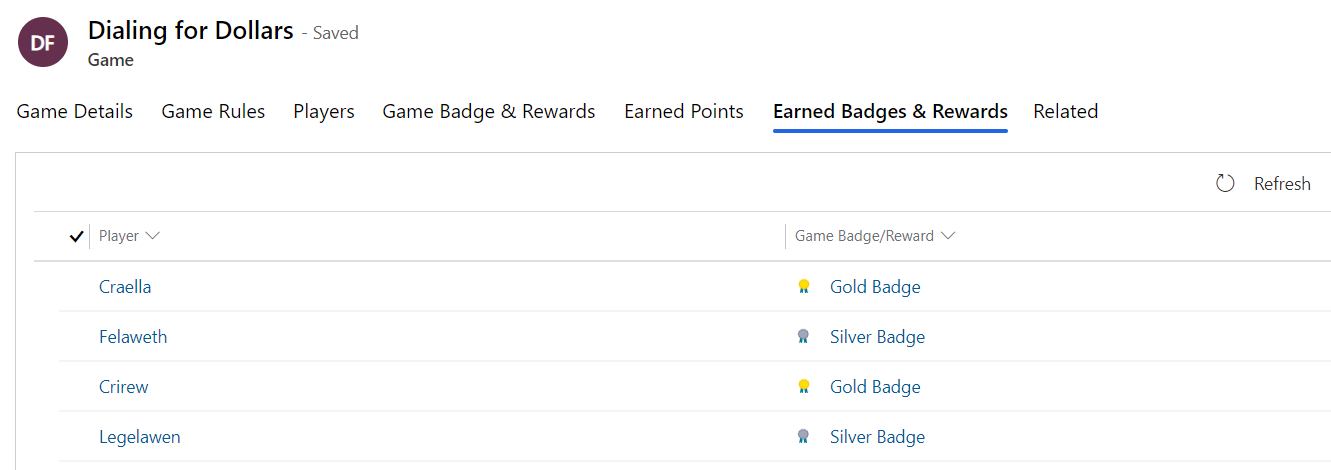 DF
Dialing for Dollars - Saved
Game
Game Details Game Rules Players Game Badge & Rewards Earned Points Earned Badges & Rewards Related
Refresh
Player Game Badge/Reward
Craella Gold Badge
Felaweth Silver Badge
Crirew Gold Badge
Legelawen Silver Badge